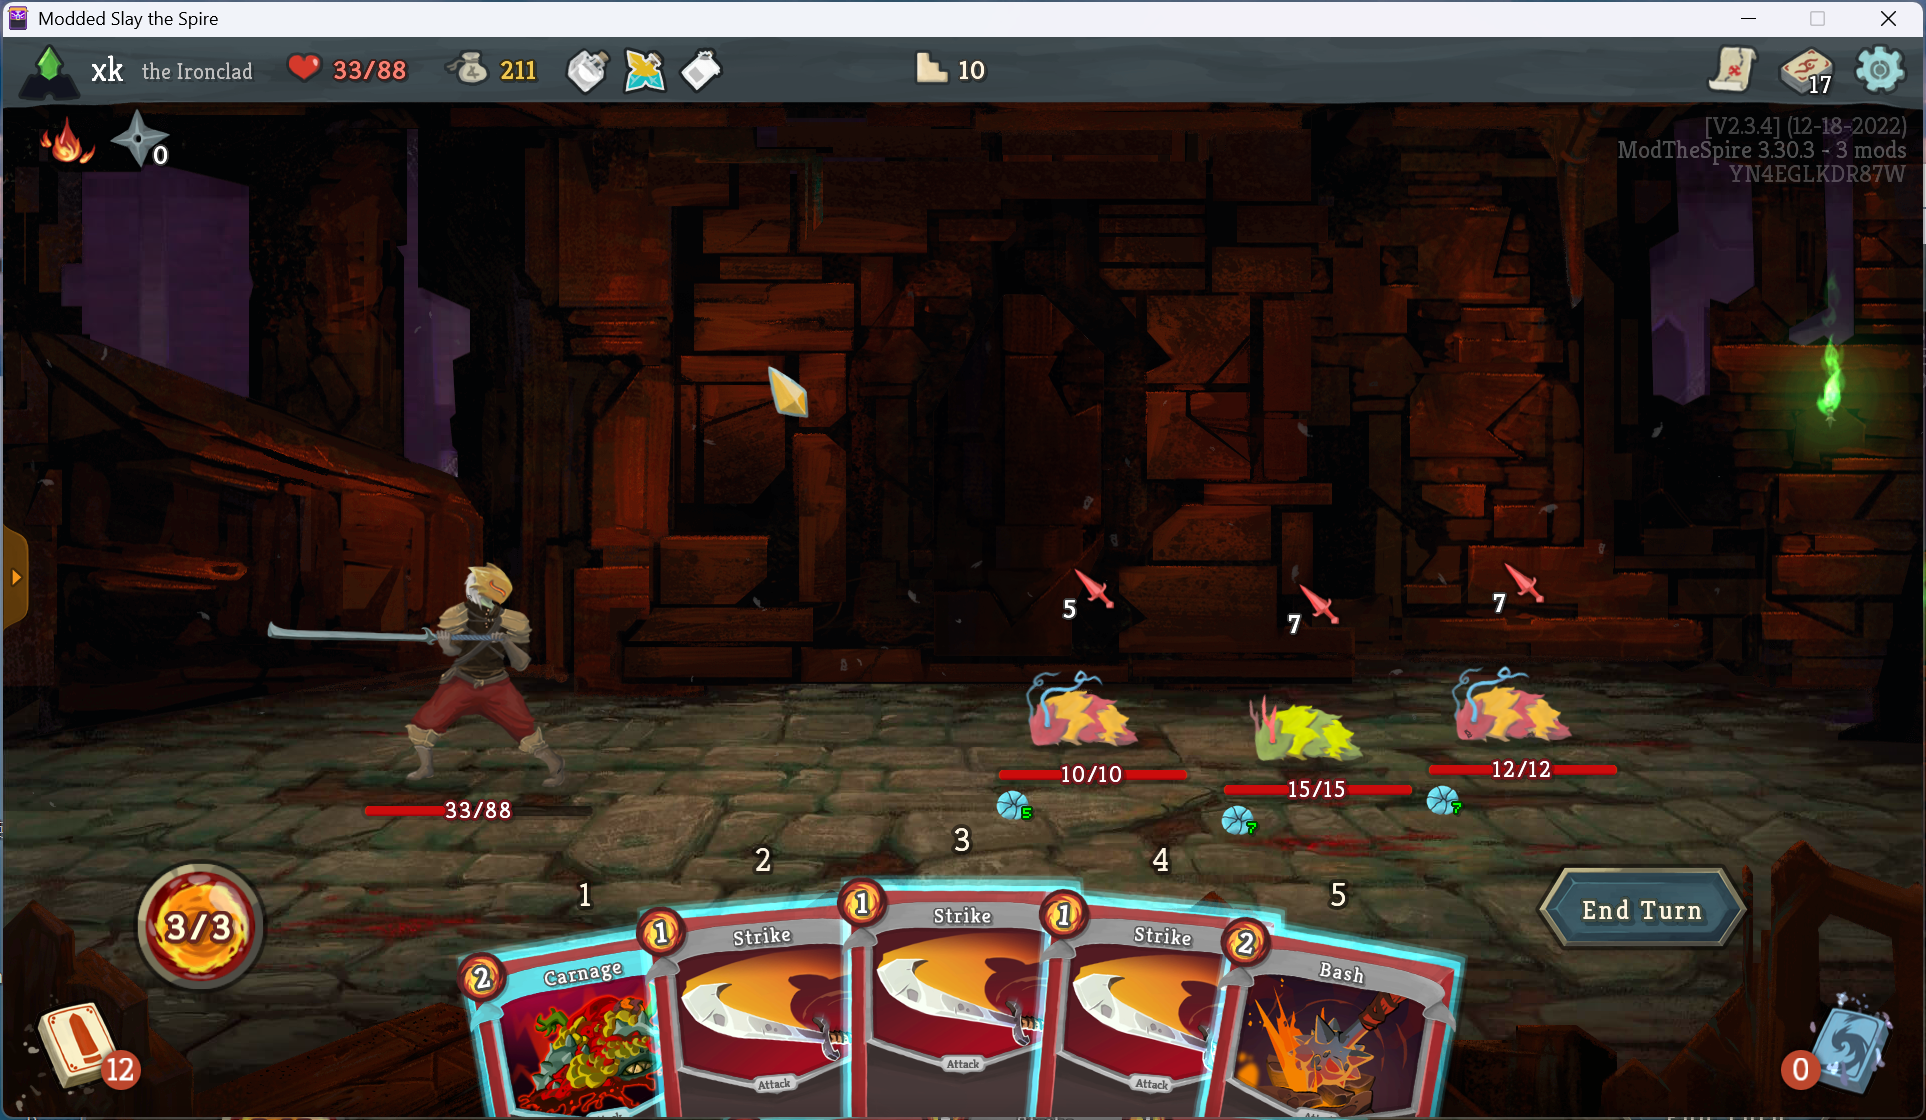 Modded Slay the Spire
xk the Ironclad 33/88 211 10 17
0
[V2.3.4] (12-18-2022)
ModTheSpire 3.30.3 - 3 mods
YN4EGLKDR87W
5
7
7
10/10
15/15
12/12
5
7
7
33/88
1
2
3
4
5
3/3
2 Carnage
1 Strike
Attack
1 Strike
Attack
1 Strike
Attack
2 Bash
End Turn
12
0